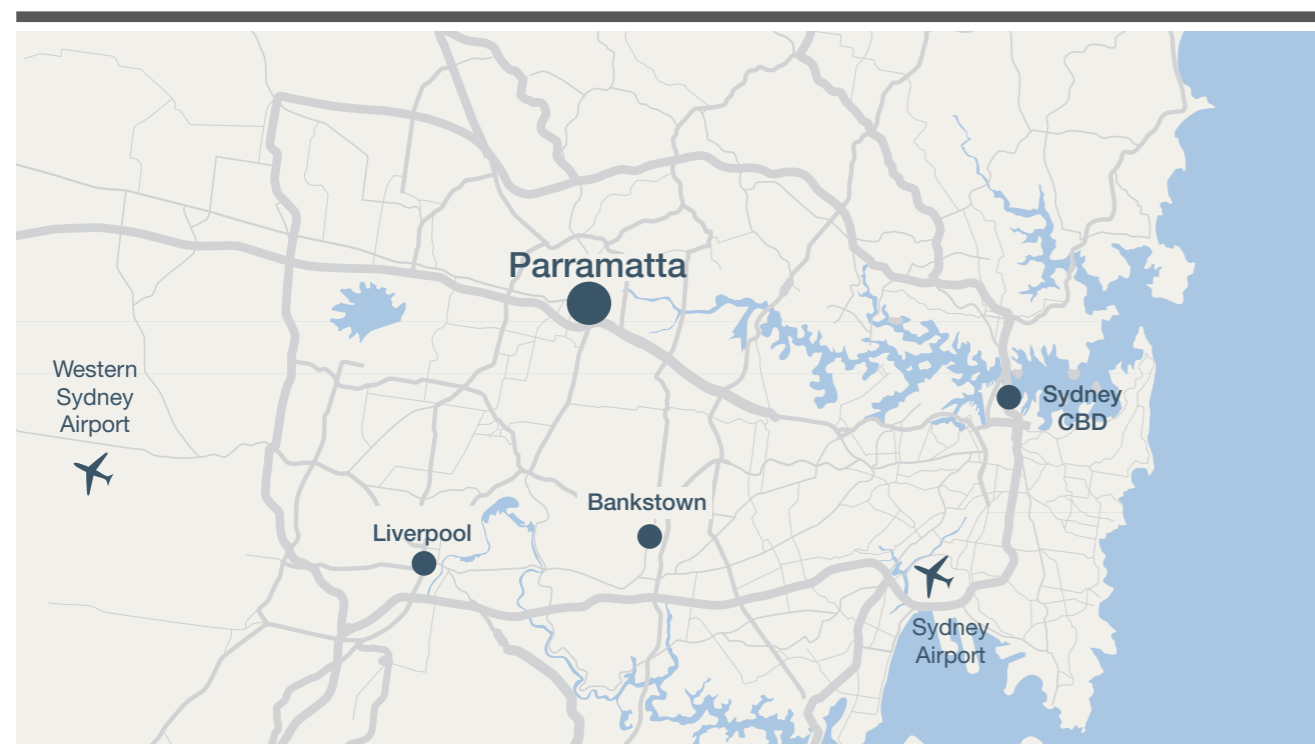 Parramatta
Western
Sydney
Airport
Sydney
CBD
Bankstown
Liverpool
Sydney
Airport